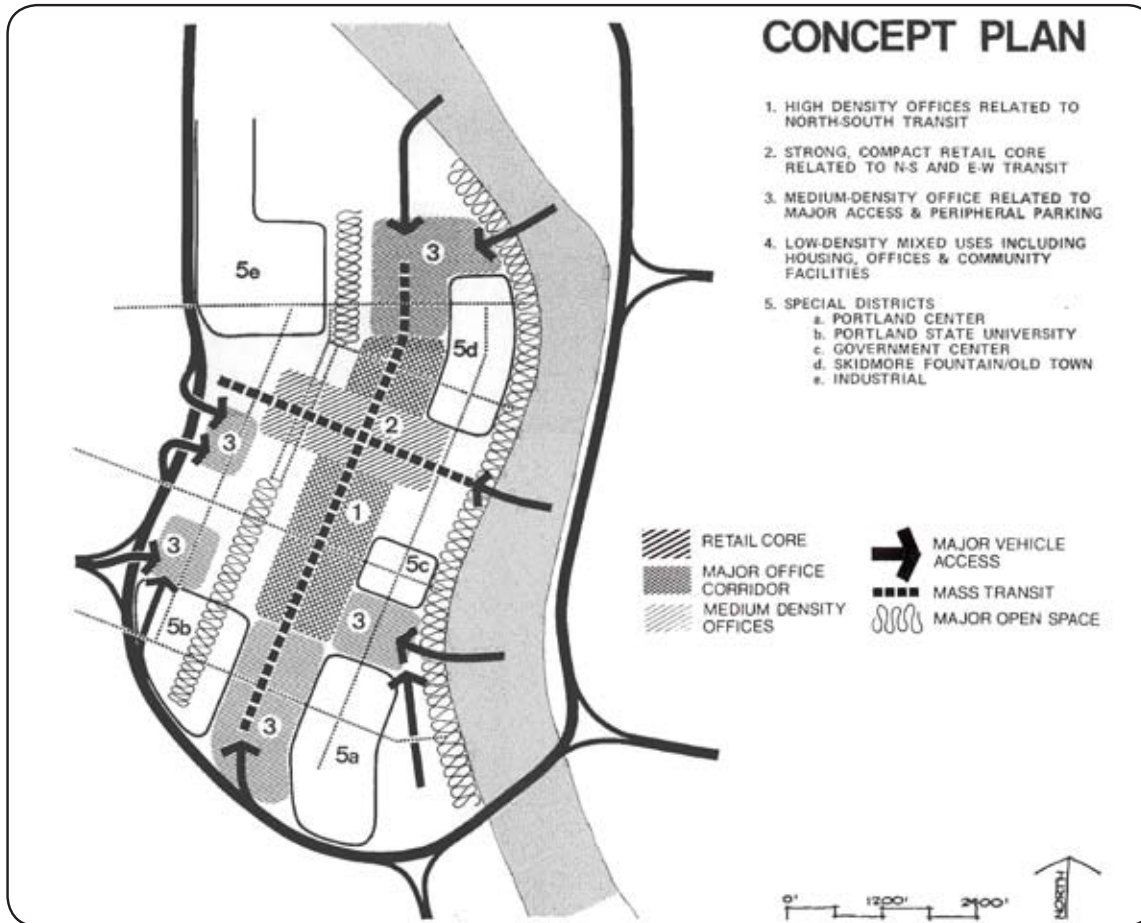 CONCEPT PLAN
1. HIGH DENSITY OFFICES RELATED TO
NORTH-SOUTH TRANSIT
2. STRONG, COMPACT RETAIL CORE
RELATED TO N-S AND E-W TRANSIT
3. MEDIUM-DENSITY OFFICE RELATED TO
MAJOR ACCESS & PERIPHERAL PARKING
4. LOW-DENSITY MIXED USES INCLUDING
HOUSING, OFFICES & COMMUNITY
FACILITIES
5. SPECIAL DISTRICTS
a. PORTLAND CENTER
b. PORTLAND STATE UNIVERSITY
c. GOVERNMENT CENTER
d. SKIDMORE FOUNTAIN/OLD TOWN
e. INDUSTRIAL
3
5e
5d
2
3
1
3
5c
5b
3
3
5a
RETAIL CORE
MAJOR OFFICE
CORRIDOR
MEDIUM DENSITY
OFFICES
MAJOR VEHICLE
ACCESS
MASS TRANSIT
MAJOR OPEN SPACE
0' 1200' 2400'
NORTH